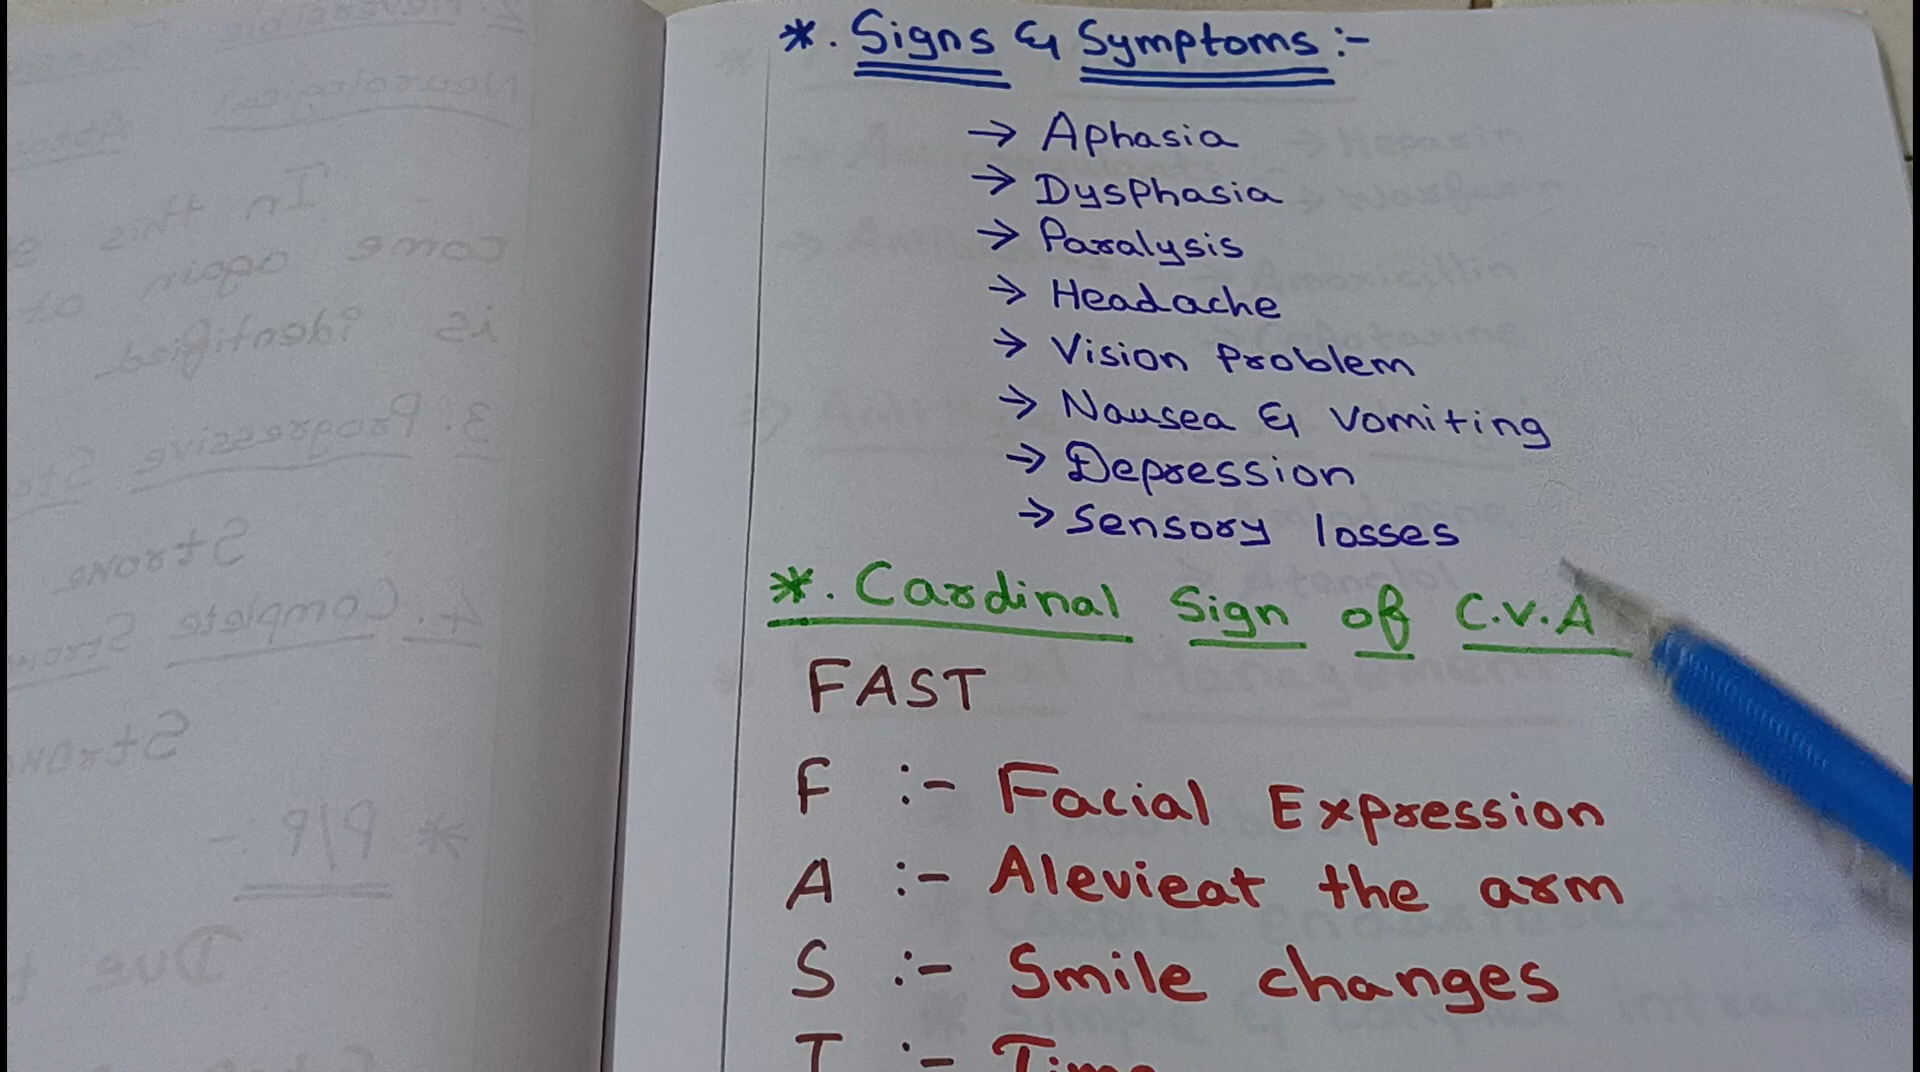 *. Signs & Symptoms :-
→ Aphasia
→ Dysphasia
→ Paralysis
→ Headache
→ Vision Problem
→ Nausea & Vomiting
→ Depression
→ Sensory losses
*. Cardinal Sign of C.V.A
FAST
F :- Facial Expression
A :- Alevieat the arm
S :- Smile changes
T :- Time